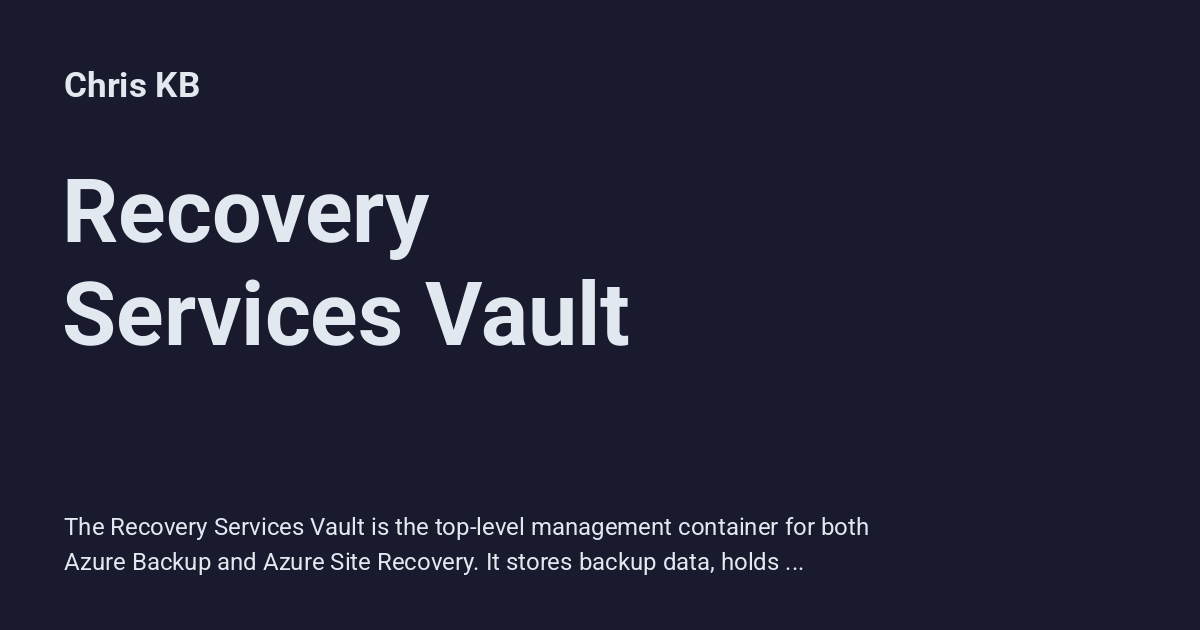 Chris KB
Recovery
Services Vault
The Recovery Services Vault is the top-level management container for both
Azure Backup and Azure Site Recovery. It stores backup data, holds ...